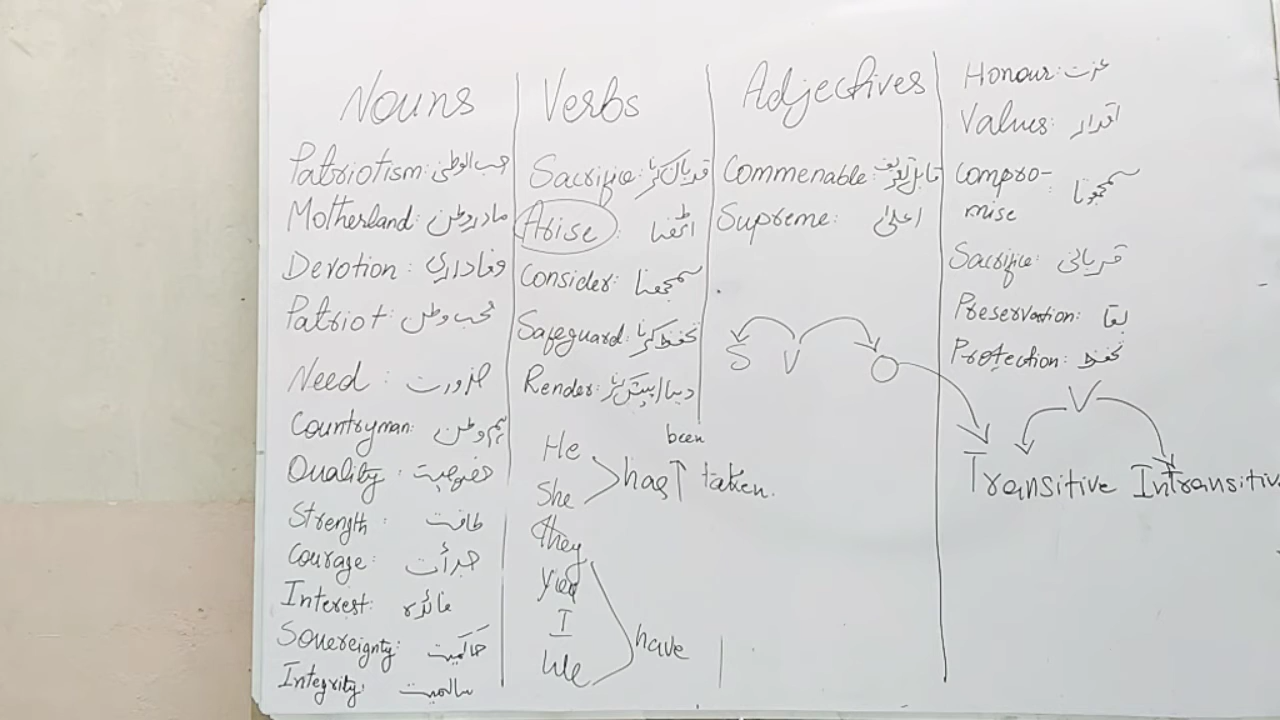 Nouns
Patriotism: حب الوطنی
Motherland: مادر وطن
Devotion: وفاداری
Patriot: محب وطن
Need: ضرورت
Countryman: ہم وطن
Quality: خصوصیت
Strength: طاقت
Courage: جرأت
Interest: فائدہ
Sovereignty: حاکمیت
Integrity: سالمیت
Verbs
Sacrifice: قربان کرنا
Arise: اٹھنا
Consider: سمجھنا
Safeguard: تحفظ کرنا
Render: دینا/پیش کرنا
He
She
has been taken.
they
you
I
We
have
Adjectives
Commenable: قابل تعریف
Supreme: اعلیٰ
S V O
Honour: عزت
Values: اقدار
Compro-
mise سمجھوتا
Sacrifice: قربانی
Preservation: بقا
Protection: تحفظ
V
Transitive Intransitiv